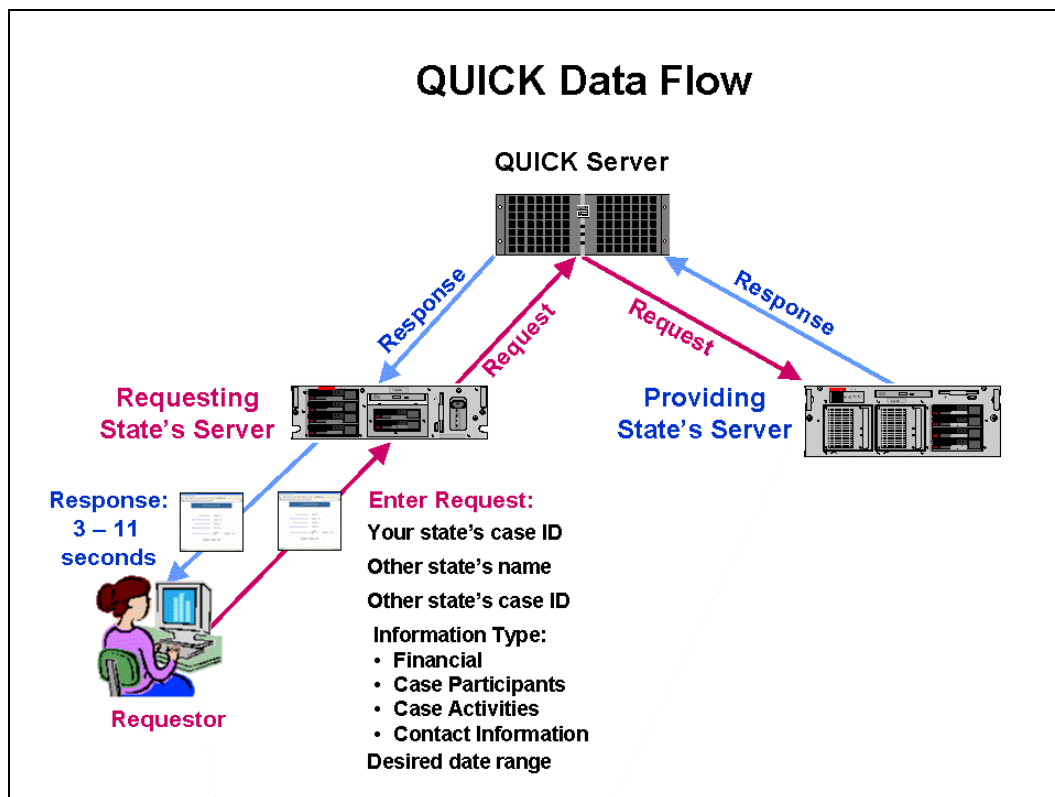 QUICK Data Flow
QUICK Server
Response
Request
Request
Response
Requesting
State's Server
Providing
State's Server
Response:
3 – 11
seconds
Requestor
Enter Request:
Your state's case ID
Other state's name
Other state's case ID
Information Type:
• Financial
• Case Participants
• Case Activities
• Contact Information
Desired date range